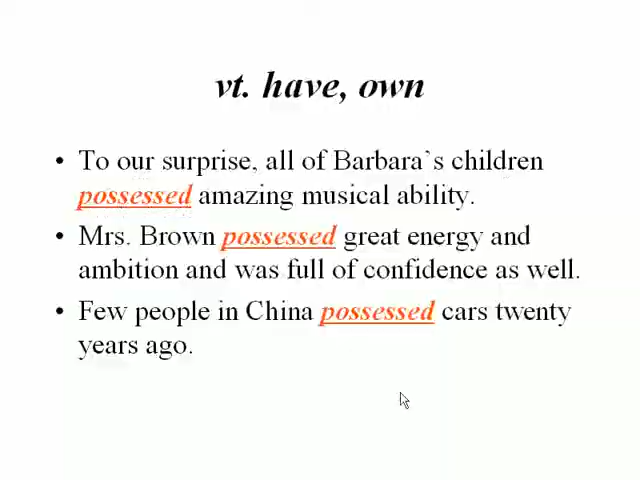 vt. have, own
• To our surprise, all of Barbara`s children
possessed amazing musical ability.
• Mrs. Brown possessed great energy and
ambition and was full of confidence as well.
• Few people in China possessed cars twenty
years ago.